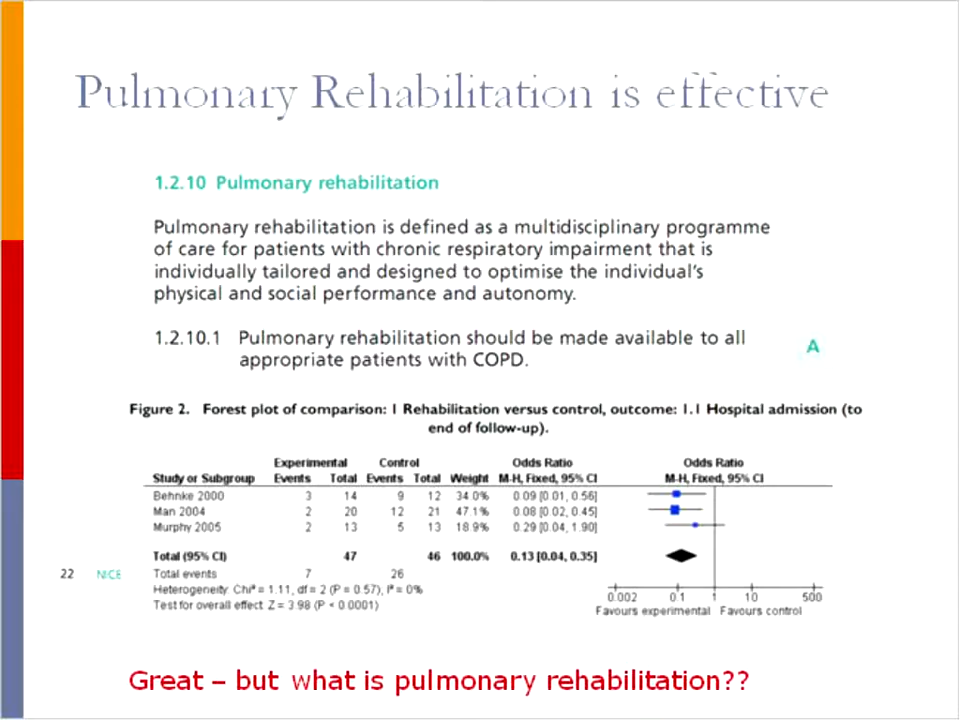 Pulmonary Rehabilitation is effective
1.2.10 Pulmonary rehabilitation
Pulmonary rehabilitation is defined as a multidisciplinary programme
of care for patients with chronic respiratory impairment that is
individually tailored and designed to optimise the individual's
physical and social performance and autonomy.
1.2.10.1 Pulmonary rehabilitation should be made available to all A
appropriate patients with COPD.
Figure 2. Forest plot of comparison: 1 Rehabilitation versus control, outcome: 1.1 Hospital admission (to
end of follow-up).
Experimental Control Odds Ratio Odds Ratio
Study or Subgroup Events Total Events Total Weight M-H, Fixed, 95% CI M-H, Fixed, 95% CI
Behnke 2000 3 14 9 12 34.0% 0.09 [0.01, 0.56]
Man 2004 2 20 12 21 47.1% 0.08 [0.02, 0.45]
Murphy 2005 2 13 5 13 18.9% 0.29 [0.04, 1.90]
Total (95% CI) 47 46 100.0% 0.13 [0.04, 0.35]
22 NICE Total events 7 26
Heterogeneity: Chi² = 1.11, df = 2 (P = 0.57); I² = 0%
Test for overall effect: Z = 3.98 (P < 0.0001)
0.002 0.1 1 10 500
Favours experimental Favours control
Great – but what is pulmonary rehabilitation??